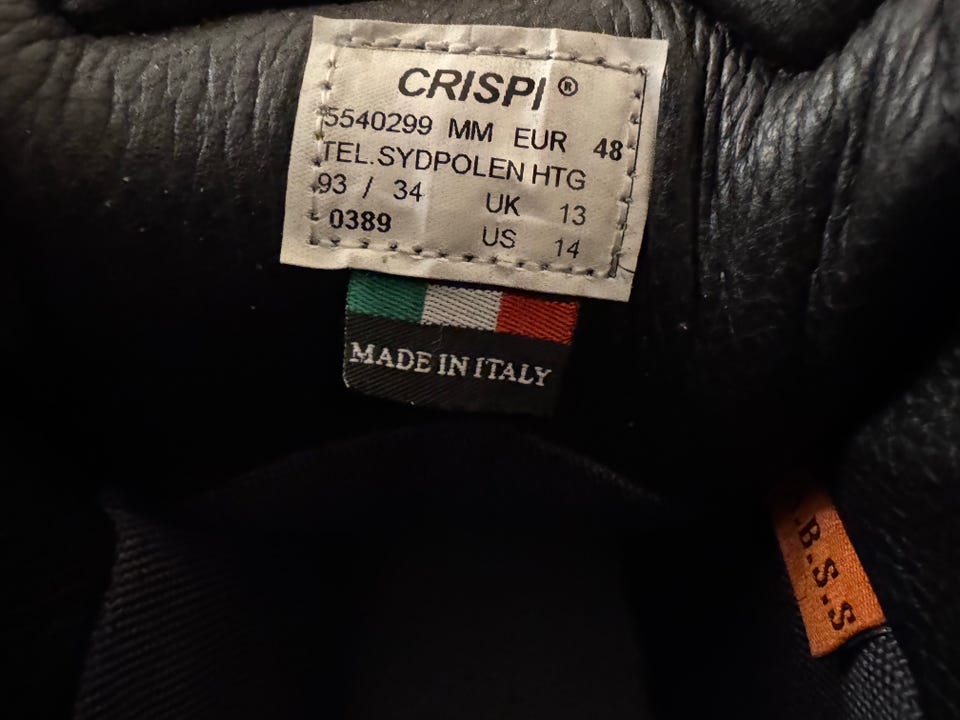 CRISPI®
5540299 MM EUR 48
TEL.SYDPOLEN HTG
93 / 34 UK 13
0389 US 14
MADE IN ITALY
.B.S.S